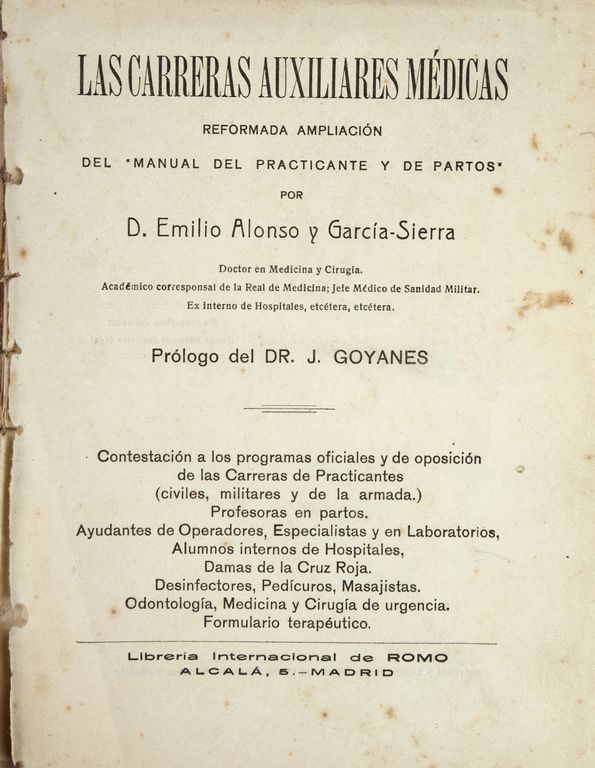 LAS CARRERAS AUXILIARES MÉDICAS
REFORMADA AMPLIACIÓN
DEL "MANUAL DEL PRACTICANTE Y DE PARTOS"
POR
D. Emilio Alonso y García-Sierra
Doctor en Medicina y Cirugía.
Académico corresponsal de la Real de Medicina; Jefe Médico de Sanidad Militar.
Ex interno de Hospitales, etcétera, etcétera.
Prólogo del DR. J. GOYANES
Contestación a los programas oficiales y de oposición
de las Carreras de Practicantes
(civiles, militares y de la armada.)
Profesoras en partos.
Ayudantes de Operadores, Especialistas y en Laboratorios,
Alumnos internos de Hospitales,
Damas de la Cruz Roja.
Desinfectores, Pedícuros, Masajistas.
Odontología, Medicina y Cirugía de urgencia.
Formulario terapéutico.
Librería Internacional de ROMO
ALCALÁ, 5.—MADRID